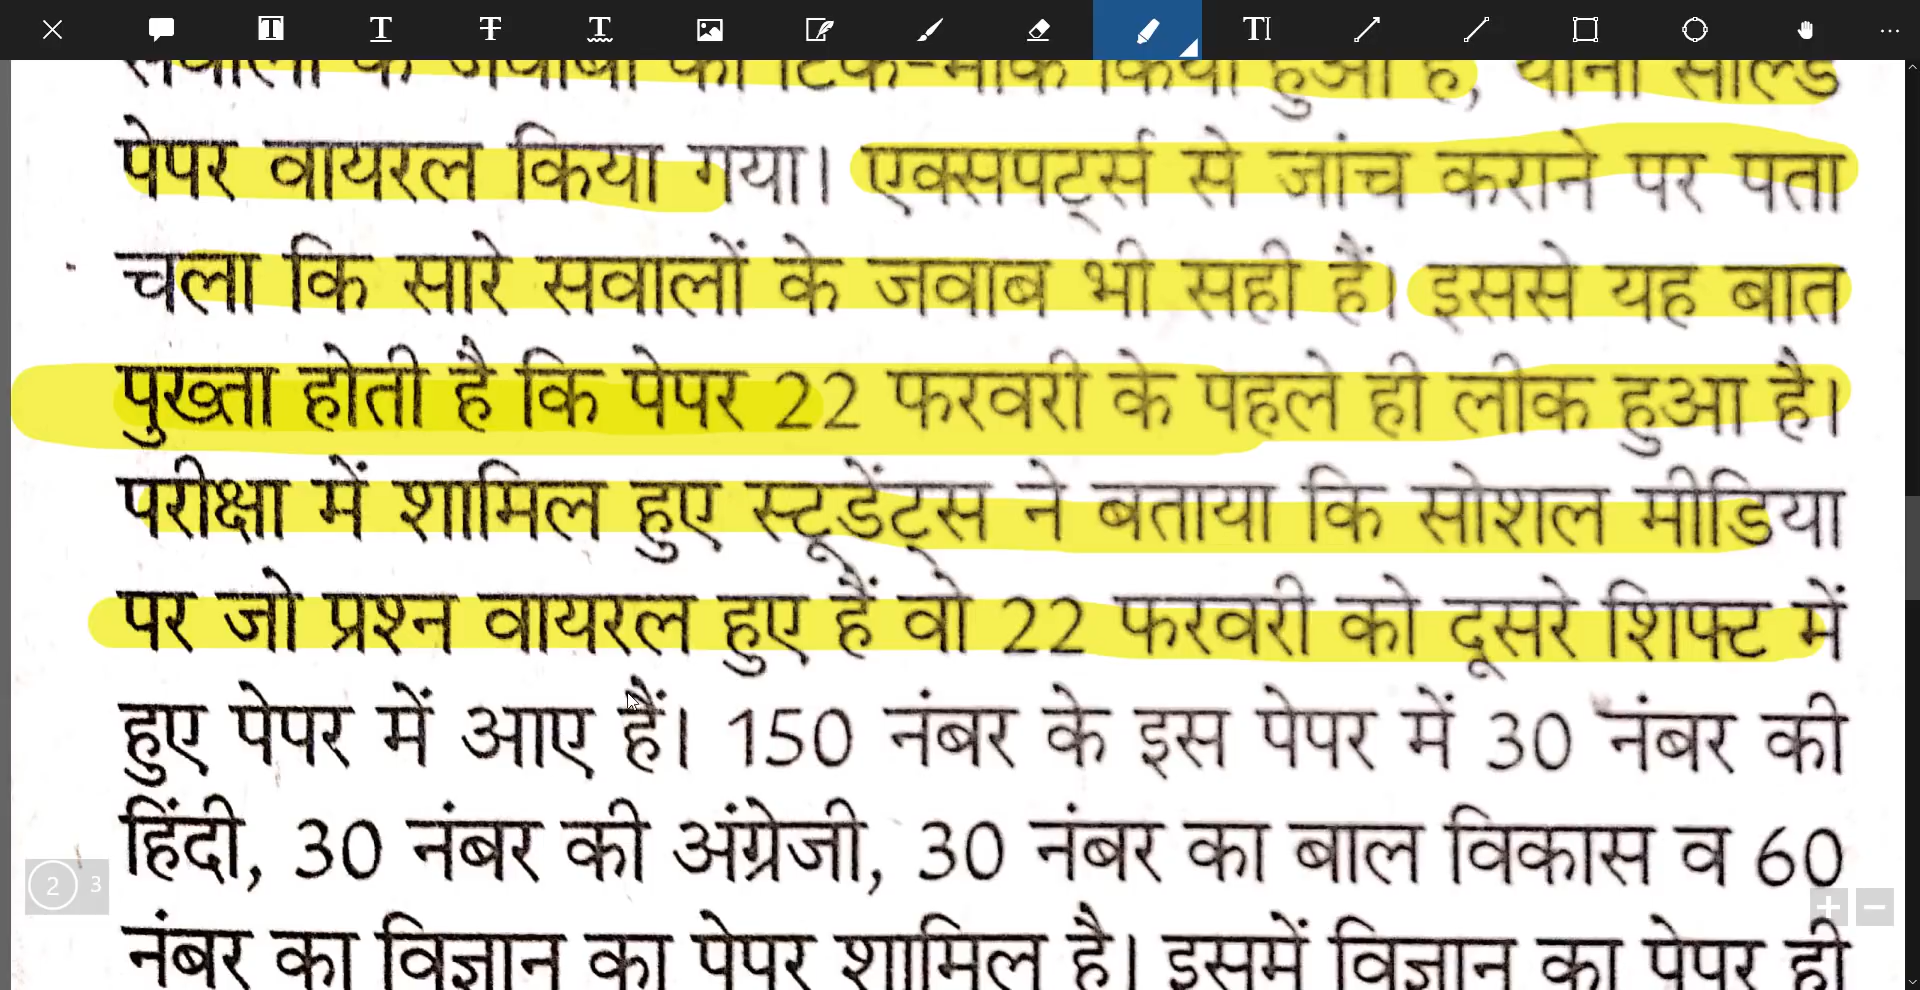 सवालों के जवाबों को टिक-मार्क किया हुआ है, यानी सॉल्व्ड
पेपर वायरल किया गया। एक्सपर्ट्स से जांच कराने पर पता
चला कि सारे सवालों के जवाब भी सही हैं। इससे यह बात
पुख्ता होती है कि पेपर 22 फरवरी के पहले ही लीक हुआ है।
परीक्षा में शामिल हुए स्टूडेंट्स ने बताया कि सोशल मीडिया
पर जो प्रश्न वायरल हुए हैं वो 22 फरवरी को दूसरे शिफ्ट में
हुए पेपर में आए हैं। 150 नंबर के इस पेपर में 30 नंबर की
हिंदी, 30 नंबर की अंग्रेजी, 30 नंबर का बाल विकास व 60
2 3
नंबर का विज्ञान का पेपर शामिल है। इसमें विज्ञान का पेपर ही